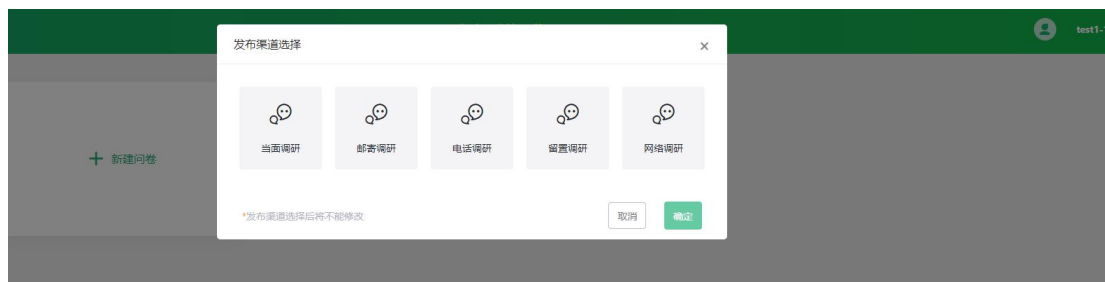 test1-
发布渠道选择
×
当面调研
邮寄调研
电话调研
留置调研
网络调研
+ 新建问卷
*发布渠道选择后将不能修改
取消
确定